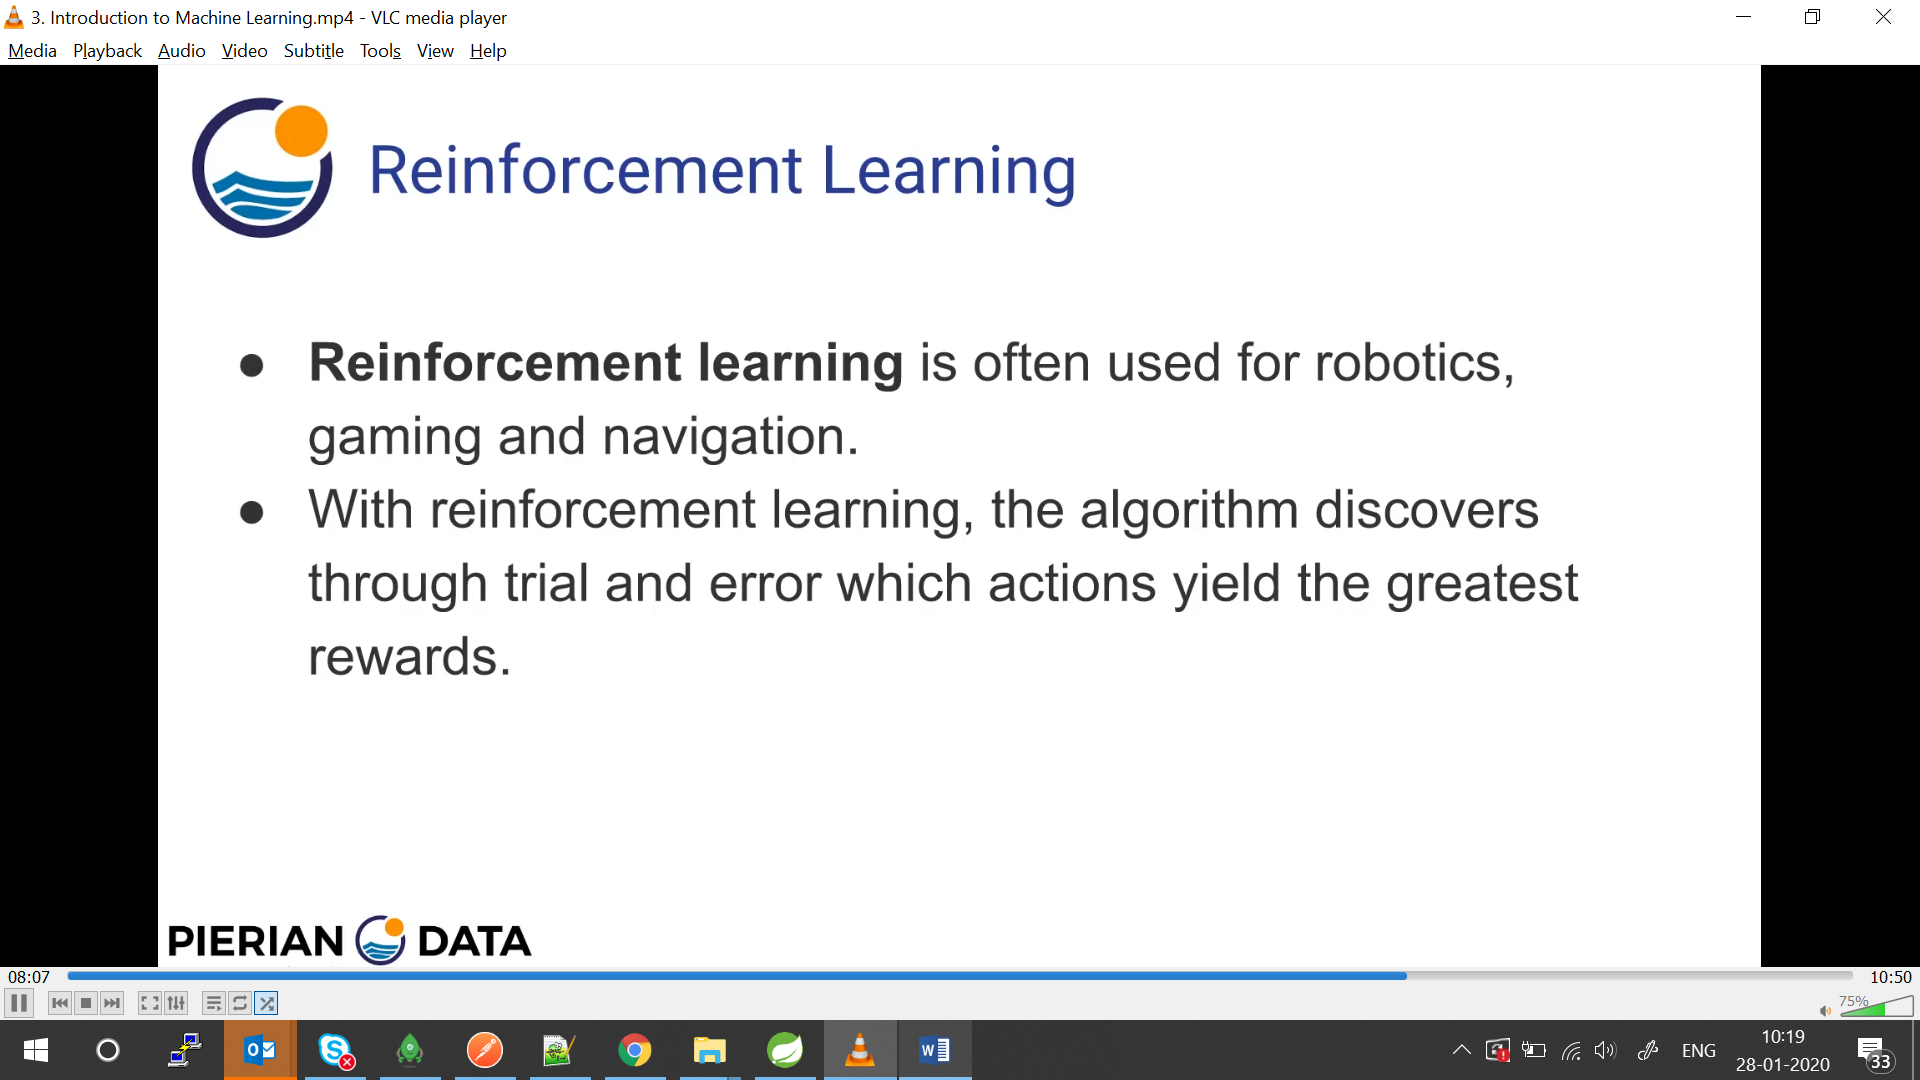 3. Introduction to Machine Learning.mp4 - VLC media player
Media Playback Audio Video Subtitle Tools View Help
Reinforcement Learning
● Reinforcement learning is often used for robotics,
gaming and navigation.
● With reinforcement learning, the algorithm discovers
through trial and error which actions yield the greatest
rewards.
PIERIAN DATA
08:07 10:50
75%
ENG
10:19
28-01-2020
33